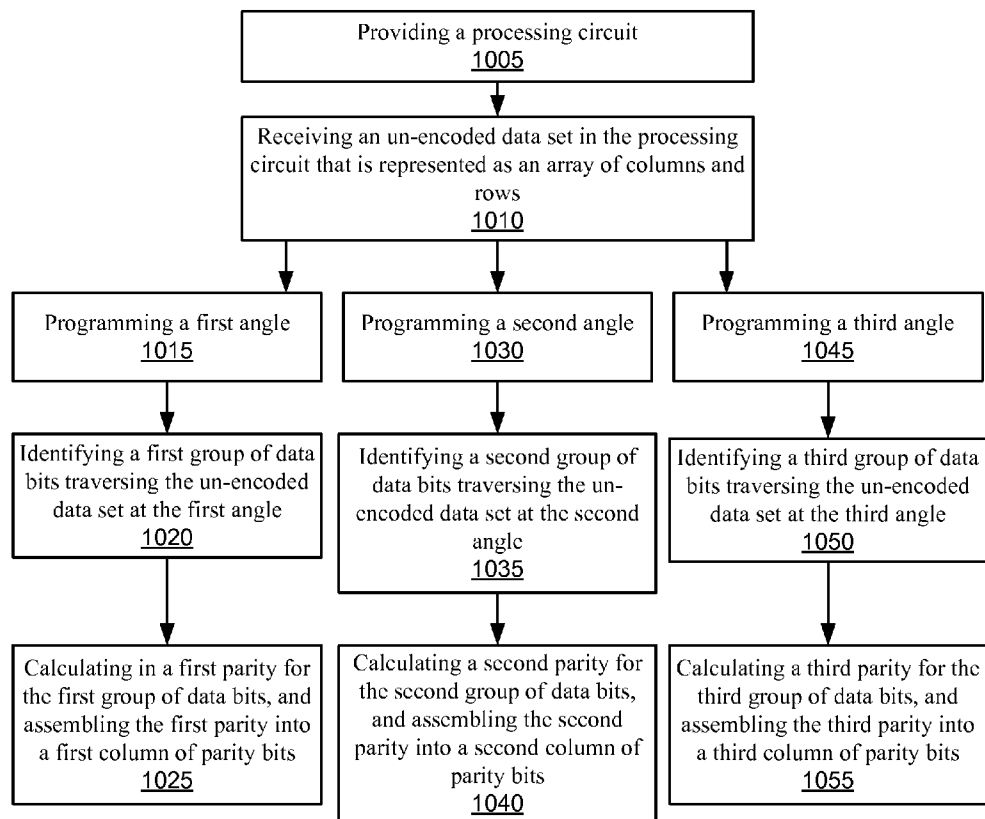 Providing a processing circuit
1005
Receiving an un-encoded data set in the processing
circuit that is represented as an array of columns and
rows
1010
Programming a first angle
1015
Programming a second angle
1030
Programming a third angle
1045
Identifying a first group of data
bits traversing the un-encoded
data set at the first angle
1020
Identifying a second group of
data bits traversing the un-
encoded data set at the second
angle
1035
Identifying a third group of data
bits traversing the un-encoded
data set at the third angle
1050
Calculating in a first parity for
the first group of data bits, and
assembling the first parity into
a first column of parity bits
1025
Calculating a second parity for
the second group of data bits,
and assembling the second
parity into a second column of
parity bits
1040
Calculating a third parity for the
third group of data bits, and
assembling the third parity into
a third column of parity bits
1055